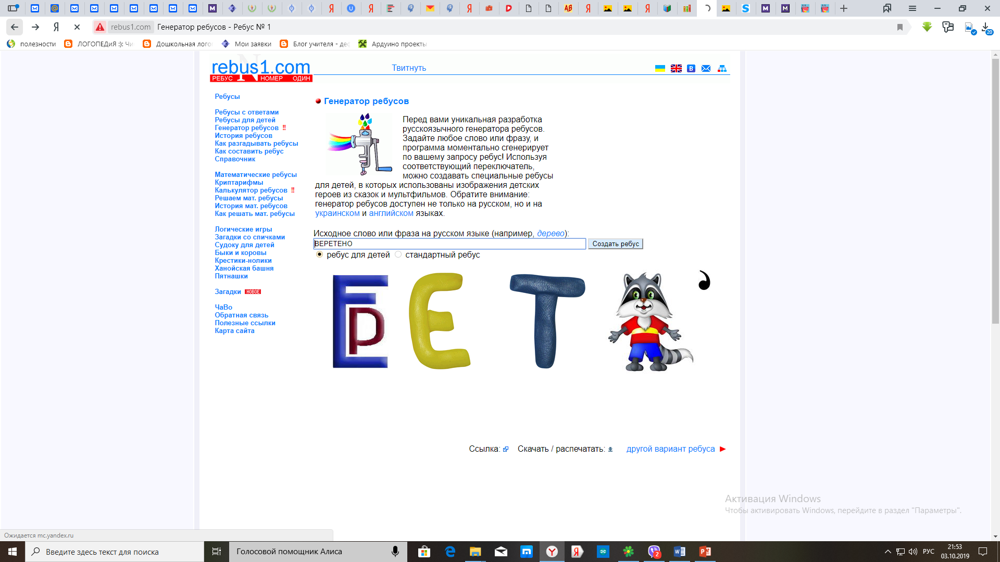 rebus1.com
Генератор ребусов - Ребус № 1
20
полезности
ЛОГОПЕДиЯ :): Чи
Дошкольная лого
Мои заявки
Блог учителя - де
Ардуино проекты
rebus1.com
РЕБУС N НОМЕР ОДИН
Твитнуть
Ребусы
Ребусы с ответами
Ребусы для детей
Генератор ребусов !!
История ребусов
Как разгадывать ребусы
Как составить ребус
Справочник
Математические ребусы
Криптарифмы
Калькулятор ребусов !!
Решаем мат. ребусы
История мат. ребусов
Как решать мат. ребусы
Логические игры
Загадки со спичками
Судоку для детей
Быки и коровы
Крестики-нолики
Ханойская башня
Пятнашки
Загадки НОВОЕ
ЧаВо
Обратная связь
Полезные ссылки
Карта сайта
Генератор ребусов
Перед вами уникальная разработка
русскоязычного генератора ребусов.
Задайте любое слово или фразу, и
программа моментально сгенерирует
по вашему запросу ребус! Используя
соответствующий переключатель,
можно создавать специальные ребусы
для детей, в которых использованы изображения детских
героев из сказок и мультфильмов. Обратите внимание:
генератор ребусов доступен не только на русском, но и на
украинском и английском языках.
Исходное слово или фраза на русском языке (например, дерево):
ВЕРЕТЕНО Создать ребус
ребус для детей стандартный ребус
Е Р Е Т ,
Ссылка: Скачать / распечатать: другой вариант ребуса
Активация Windows
Чтобы активировать Windows, перейдите в раздел "Параметры".
Ожидается mc.yandex.ru
Введите здесь текст для поиска
Голосовой помощник Алиса
2
РУС
21:53
03.10.2019